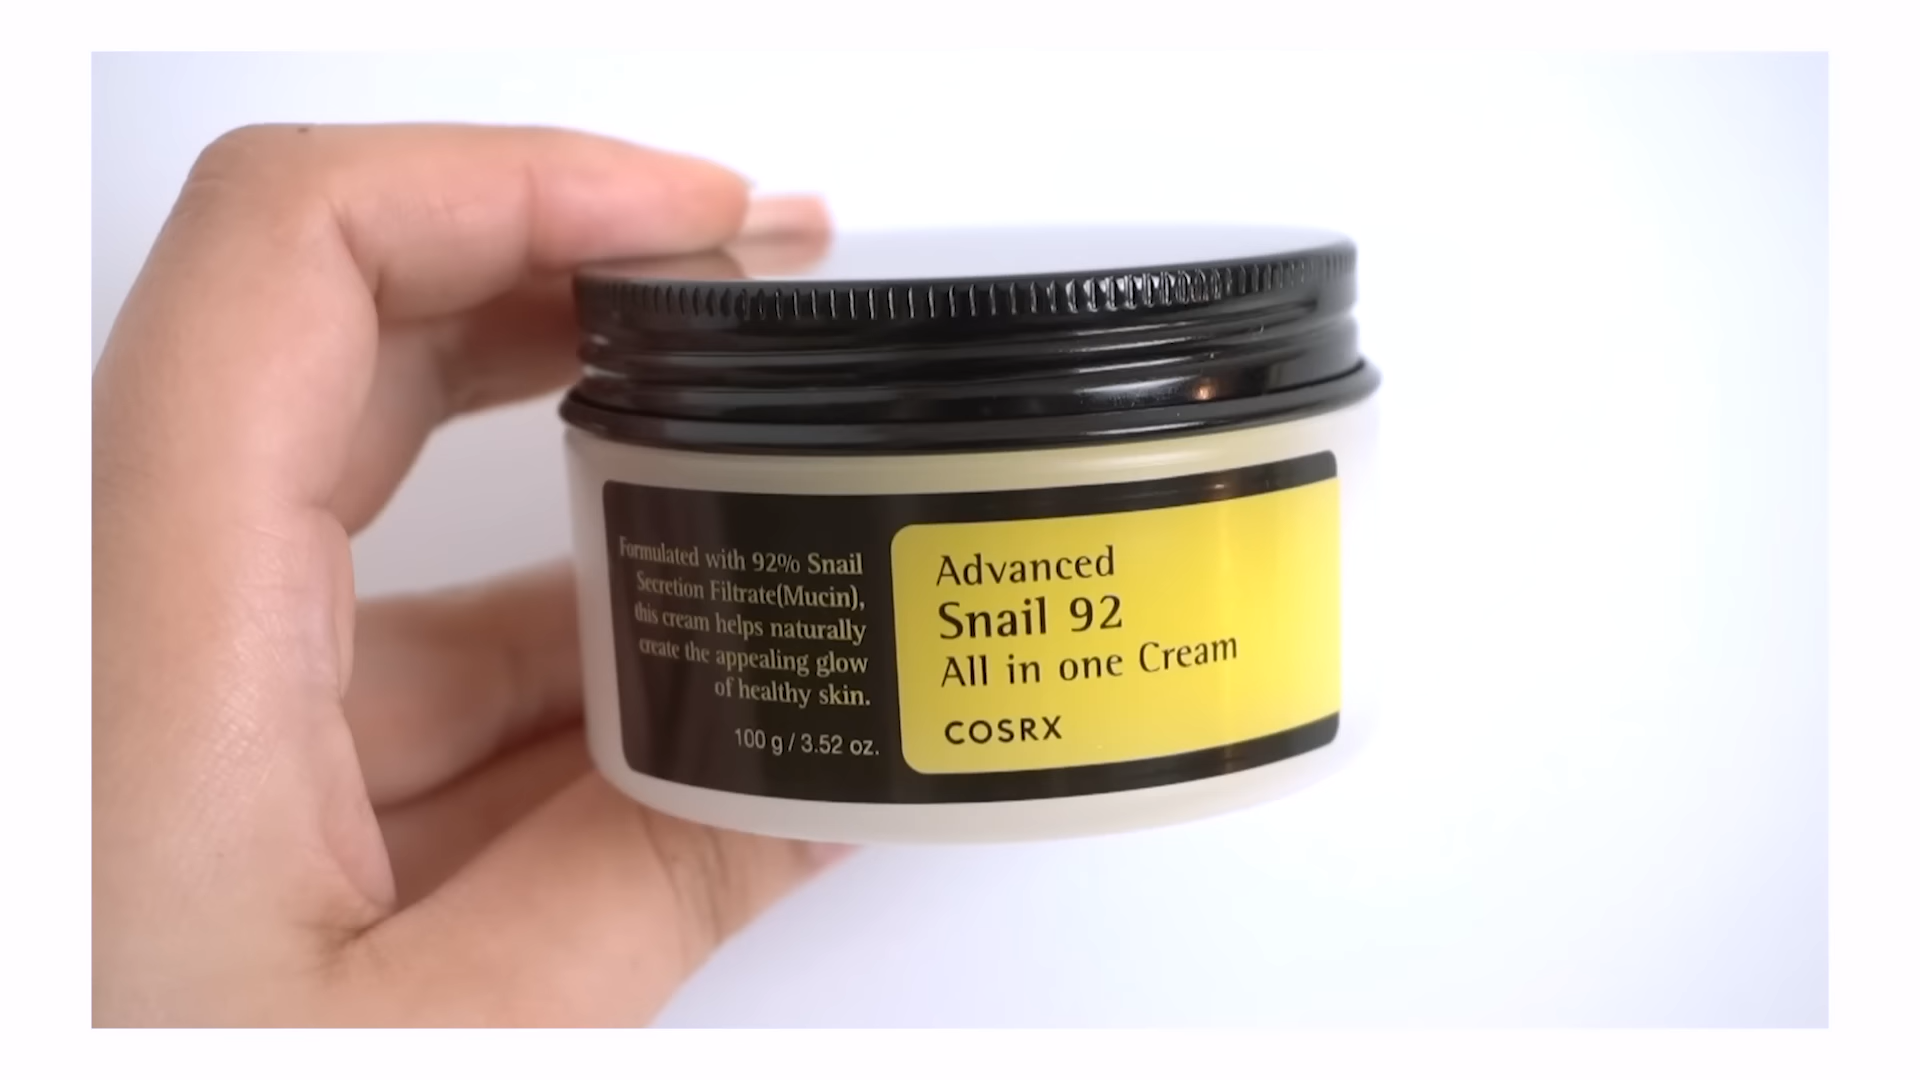 Formulated with 92% Snail
Secretion Filtrate(Mucin),
this cream helps naturally
create the appealing glow
of healthy skin.
100 g / 3.52 oz.
Advanced
Snail 92
All in one Cream
COSRX